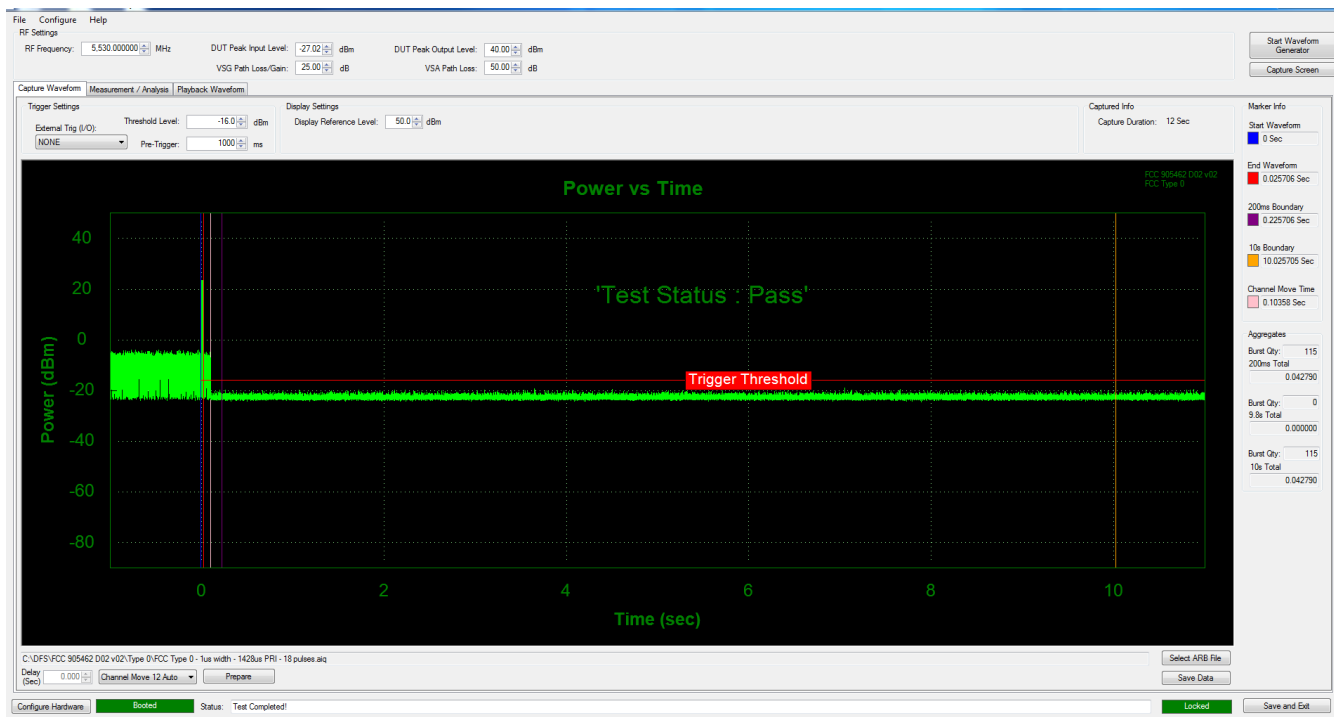 File Configure Help
RF Settings
RF Frequency: 5,530.000000 MHz DUT Peak Input Level: -27.02 dBm DUT Peak Output Level: 40.00 dBm
VSG Path Loss/Gain: 25.00 dB VSA Path Loss: 50.00 dB
Start Waveform
Generator
Capture Screen
Capture Waveform Measurement / Analysis Playback Waveform
Trigger Settings
External Trig (I/O): Threshold Level: -16.0 dBm
NONE Pre-Trigger: 1000 ms
Display Settings
Display Reference Level: 50.0 dBm
Captured Info
Capture Duration: 12 Sec
Marker Info
Start Waveform
0 Sec
End Waveform
0.025706 Sec
200ms Boundary
0.225706 Sec
10s Boundary
10.025705 Sec
Channel Move Time
0.10358 Sec
Aggregates
Burst Qty: 115
200ms Total
0.042790
Burst Qty: 0
9.8s Total
0.000000
Burst Qty: 115
10s Total
0.042790
Power vs Time
FCC 905462 D02 v02
FCC Type 0
'Test Status : Pass'
Trigger Threshold
Power (dBm)
40
20
0
-20
-40
-60
-80
0 2 4 6 8 10
Time (sec)
C:\DFS\FCC 905462 D02 v02\Type 0\FCC Type 0 - 1us width - 1428us PRI - 18 pulses.aiq
Select ARB File
Delay
(Sec) 0.000 Channel Move 12 Auto Prepare
Save Data
Configure Hardware Booted Status: Test Completed! Locked Save and Exit